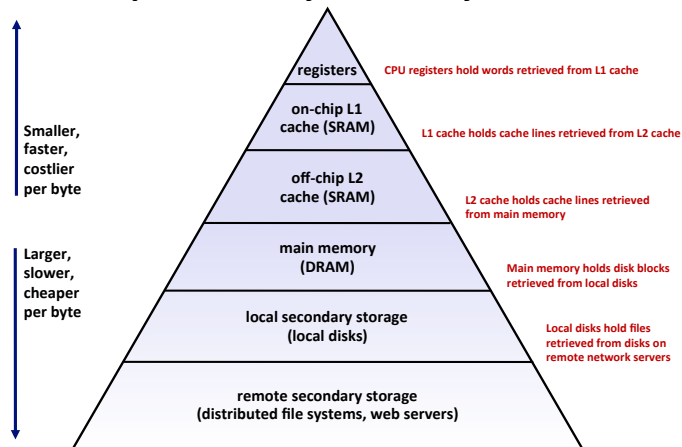 registers
CPU registers hold words retrieved from L1 cache
on-chip L1
cache (SRAM)
L1 cache holds cache lines retrieved from L2 cache
Smaller,
faster,
costlier
per byte
off-chip L2
cache (SRAM)
L2 cache holds cache lines retrieved
from main memory
Larger,
slower,
cheaper
per byte
main memory
(DRAM)
Main memory holds disk blocks
retrieved from local disks
local secondary storage
(local disks)
Local disks hold files
retrieved from disks on
remote network servers
remote secondary storage
(distributed file systems, web servers)